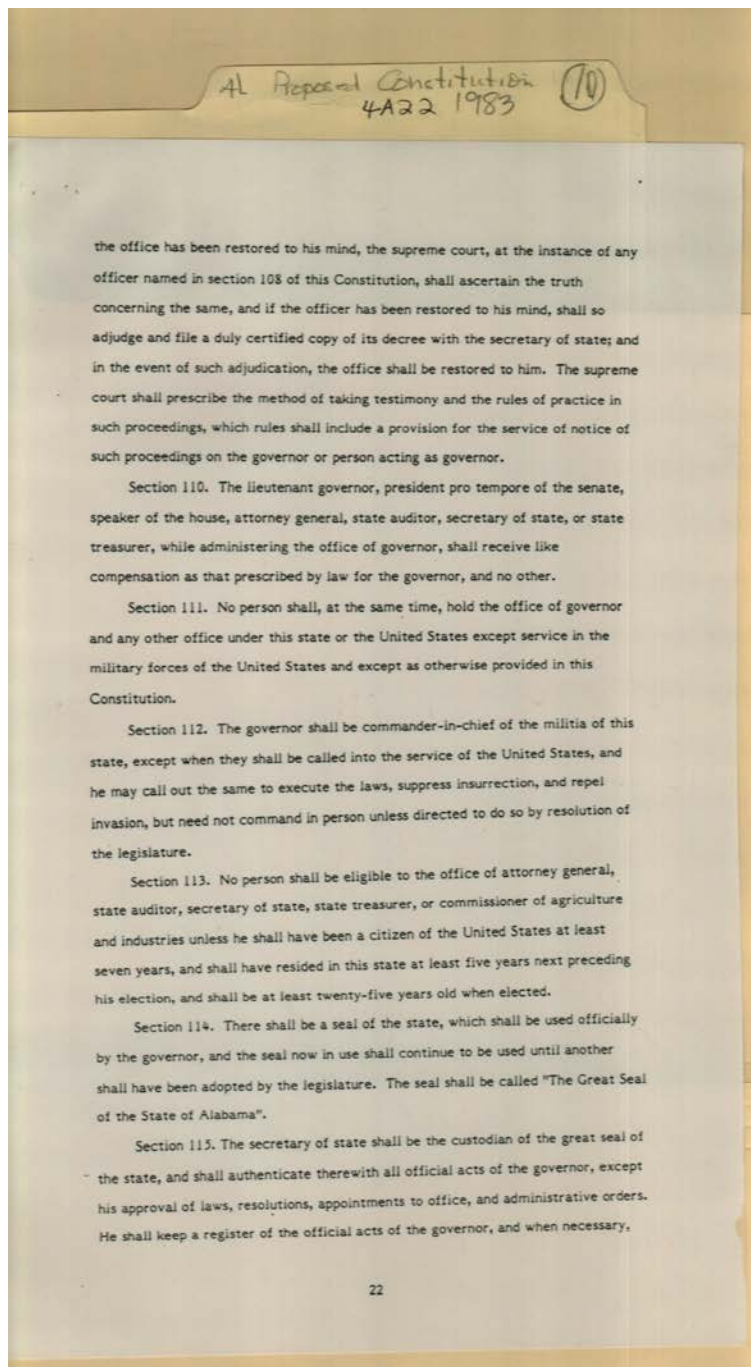 AL Proposed Constitution 10
4A22 1983
the office has been restored to his mind, the supreme court, at the instance of any
officer named in section 108 of this Constitution, shall ascertain the truth
concerning the same, and if the officer has been restored to his mind, shall so
adjudge and file a duly certified copy of its decree with the secretary of state; and
in the event of such adjudication, the office shall be restored to him. The supreme
court shall prescribe the method of taking testimony and the rules of practice in
such proceedings, which rules shall include a provision for the service of notice of
such proceedings on the governor or person acting as governor.
Section 110. The lieutenant governor, president pro tempore of the senate,
speaker of the house, attorney general, state auditor, secretary of state, or state
treasurer, while administering the office of governor, shall receive like
compensation as that prescribed by law for the governor, and no other.
Section 111. No person shall, at the same time, hold the office of governor
and any other office under this state or the United States except service in the
military forces of the United States and except as otherwise provided in this
Constitution.
Section 112. The governor shall be commander-in-chief of the militia of this
state, except when they shall be called into the service of the United States, and
he may call out the same to execute the laws, suppress insurrection, and repel
invasion, but need not command in person unless directed to do so by resolution of
the legislature.
Section 113. No person shall be eligible to the office of attorney general,
state auditor, secretary of state, state treasurer, or commissioner of agriculture
and industries unless he shall have been a citizen of the United States at least
seven years, and shall have resided in this state at least five years next preceding
his election, and shall be at least twenty-five years old when elected.
Section 114. There shall be a seal of the state, which shall be used officially
by the governor, and the seal now in use shall continue to be used until another
shall have been adopted by the legislature. The seal shall be called "The Great Seal
of the State of Alabama".
Section 115. The secretary of state shall be the custodian of the great seal of
the state, and shall authenticate therewith all official acts of the governor, except
his approval of laws, resolutions, appointments to office, and administrative orders.
He shall keep a register of the official acts of the governor, and when necessary,
22